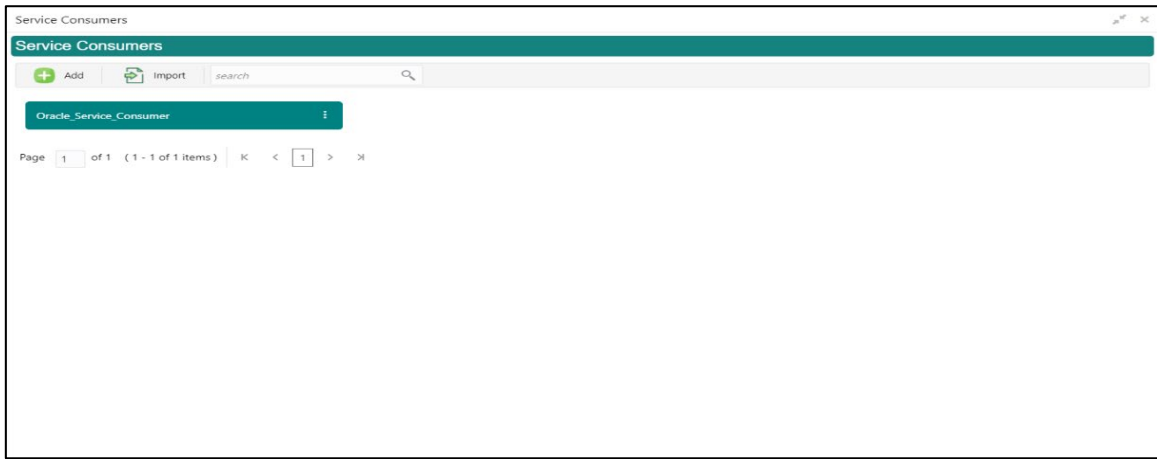 Service Consumers
Service Consumers
Add Import search
Oracle_Service_Consumer
Page 1 of 1 ( 1 - 1 of 1 items ) K < 1 > >|